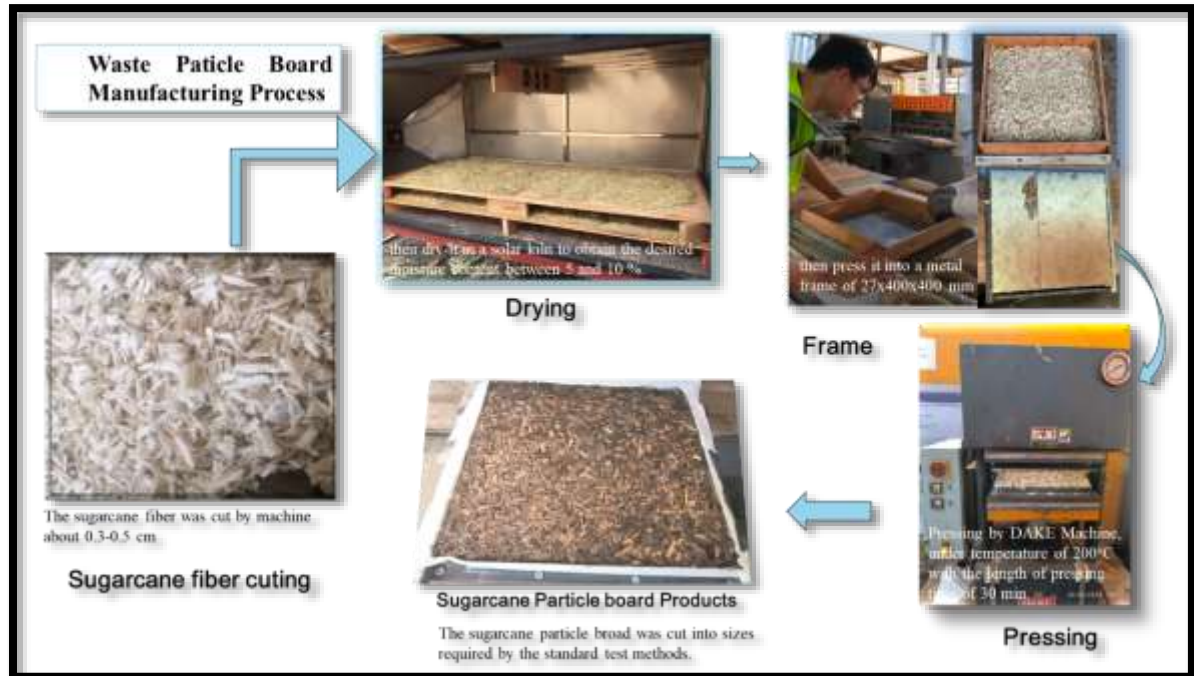 Waste Paticle Board
Manufacturing Process
The sugarcane fiber was cut by machine
about 0.3-0.5 cm
Sugarcane fiber cuting
then dry it in a solar kiln to obtain the desired
moisture content between 5 and 10 %
Drying
then press it into a metal
frame of 27x400x400 mm
Frame
Pressing by DAKE Machine,
under temperature of 200°C
with the length of pressing
time of 30 min
Pressing
Sugarcane Particle board Products
The sugarcane particle broad was cut into sizes
required by the standard test methods.